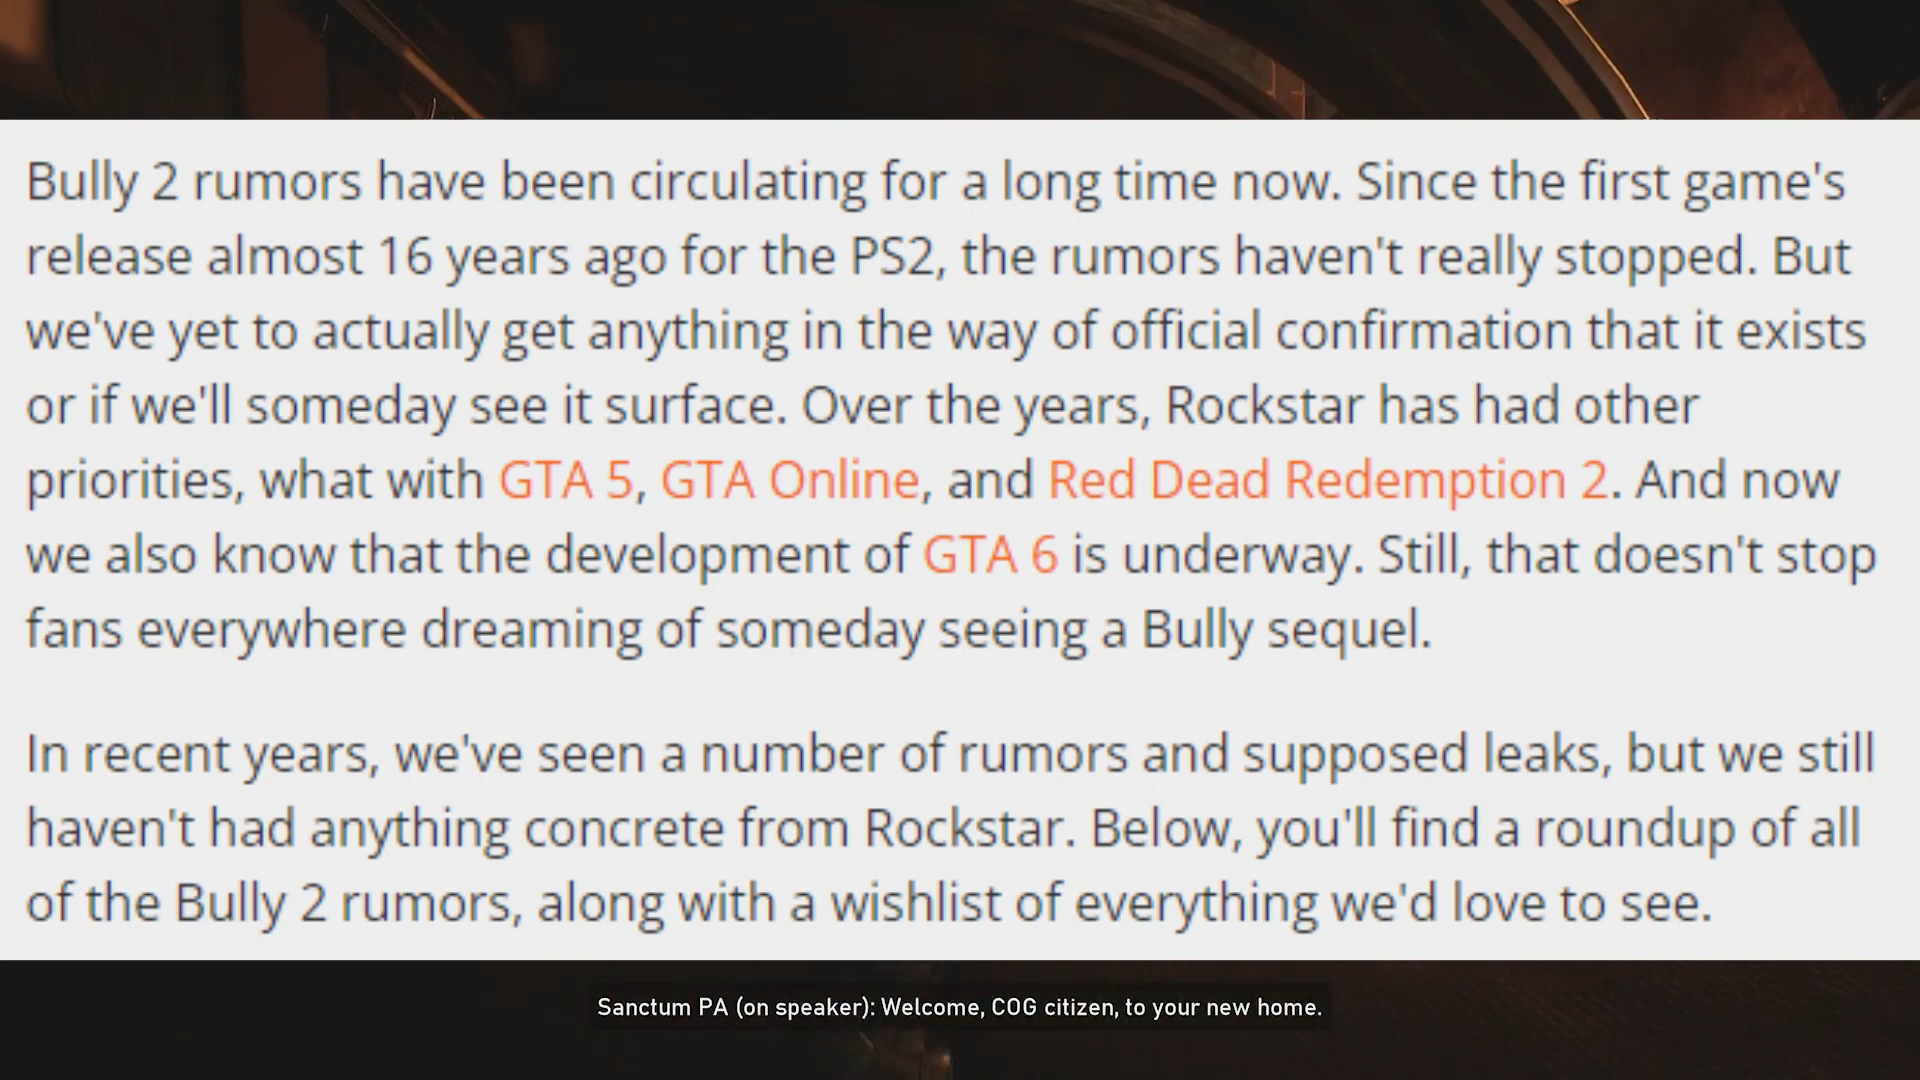 Bully 2 rumors have been circulating for a long time now. Since the first game's
release almost 16 years ago for the PS2, the rumors haven't really stopped. But
we've yet to actually get anything in the way of official confirmation that it exists
or if we'll someday see it surface. Over the years, Rockstar has had other
priorities, what with GTA 5, GTA Online, and Red Dead Redemption 2. And now
we also know that the development of GTA 6 is underway. Still, that doesn't stop
fans everywhere dreaming of someday seeing a Bully sequel.
In recent years, we've seen a number of rumors and supposed leaks, but we still
haven't had anything concrete from Rockstar. Below, you'll find a roundup of all
of the Bully 2 rumors, along with a wishlist of everything we'd love to see.
Sanctum PA (on speaker): Welcome, COG citizen, to your new home.